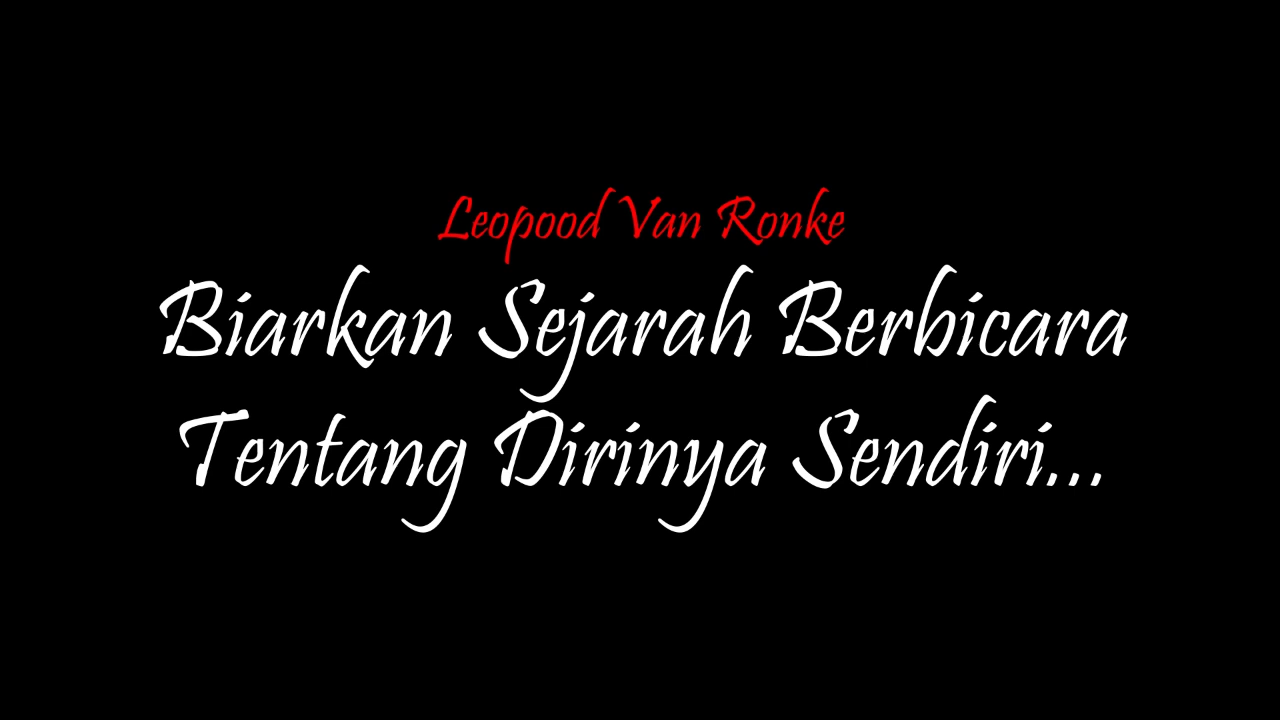 Leopood Van Ronke
Biarkan Sejarah Berbicara
Tentang Dirinya Sendiri...